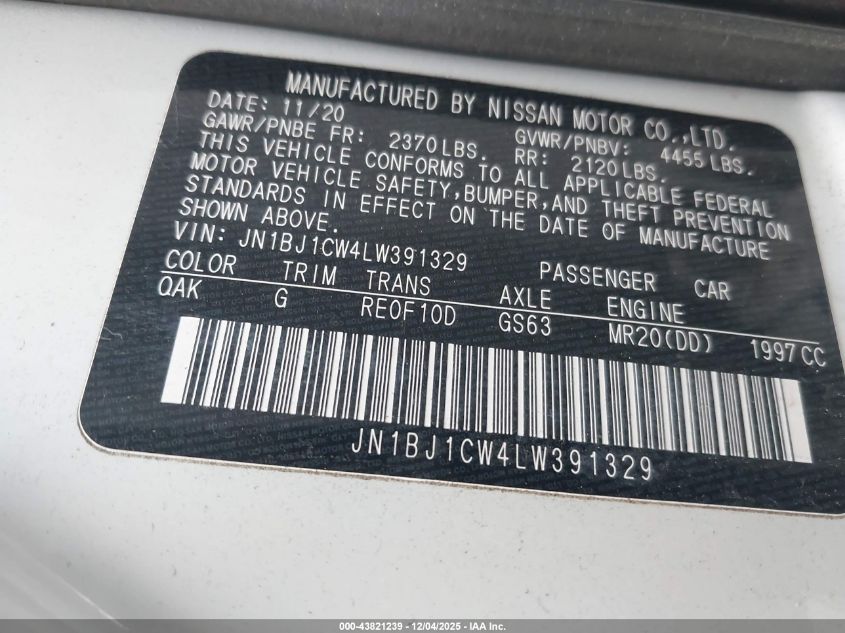 MANUFACTURED BY NISSAN MOTOR CO.,LTD.
DATE: 11/20
GAWR/PNBE FR: 2370LBS. GVWR/PNBV: 4455LBS.
RR: 2120LBS.
THIS VEHICLE CONFORMS TO ALL APPLICABLE FEDERAL
MOTOR VEHICLE SAFETY,BUMPER,AND THEFT PREVENTION
STANDARDS IN EFFECT ON THE DATE OF MANUFACTURE
SHOWN ABOVE.
VIN: JN1BJ1CW4LW391329 PASSENGER CAR
COLOR TRIM TRANS AXLE ENGINE
QAK G RE0F10D GS63 MR20(DD) 1997CC
JN1BJ1CW4LW391329
000-43821239 - 12/04/2025 - IAA Inc.